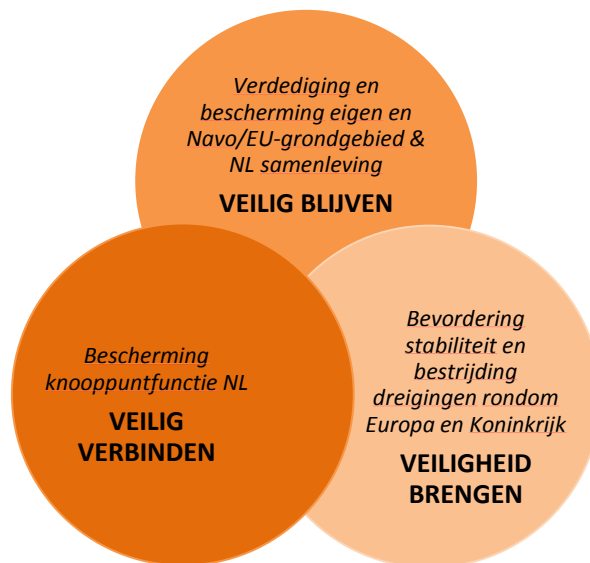 Verdediging en
bescherming eigen en
Navo/EU-grondgebied &
NL samenleving
VEILIG BLIJVEN
Bescherming
knooppuntfunctie NL
VEILIG
VERBINDEN
Bevordering
stabiliteit en
bestrijding
dreigingen rondom
Europa en Koninkrijk
VEILIGHEID
BRENGEN